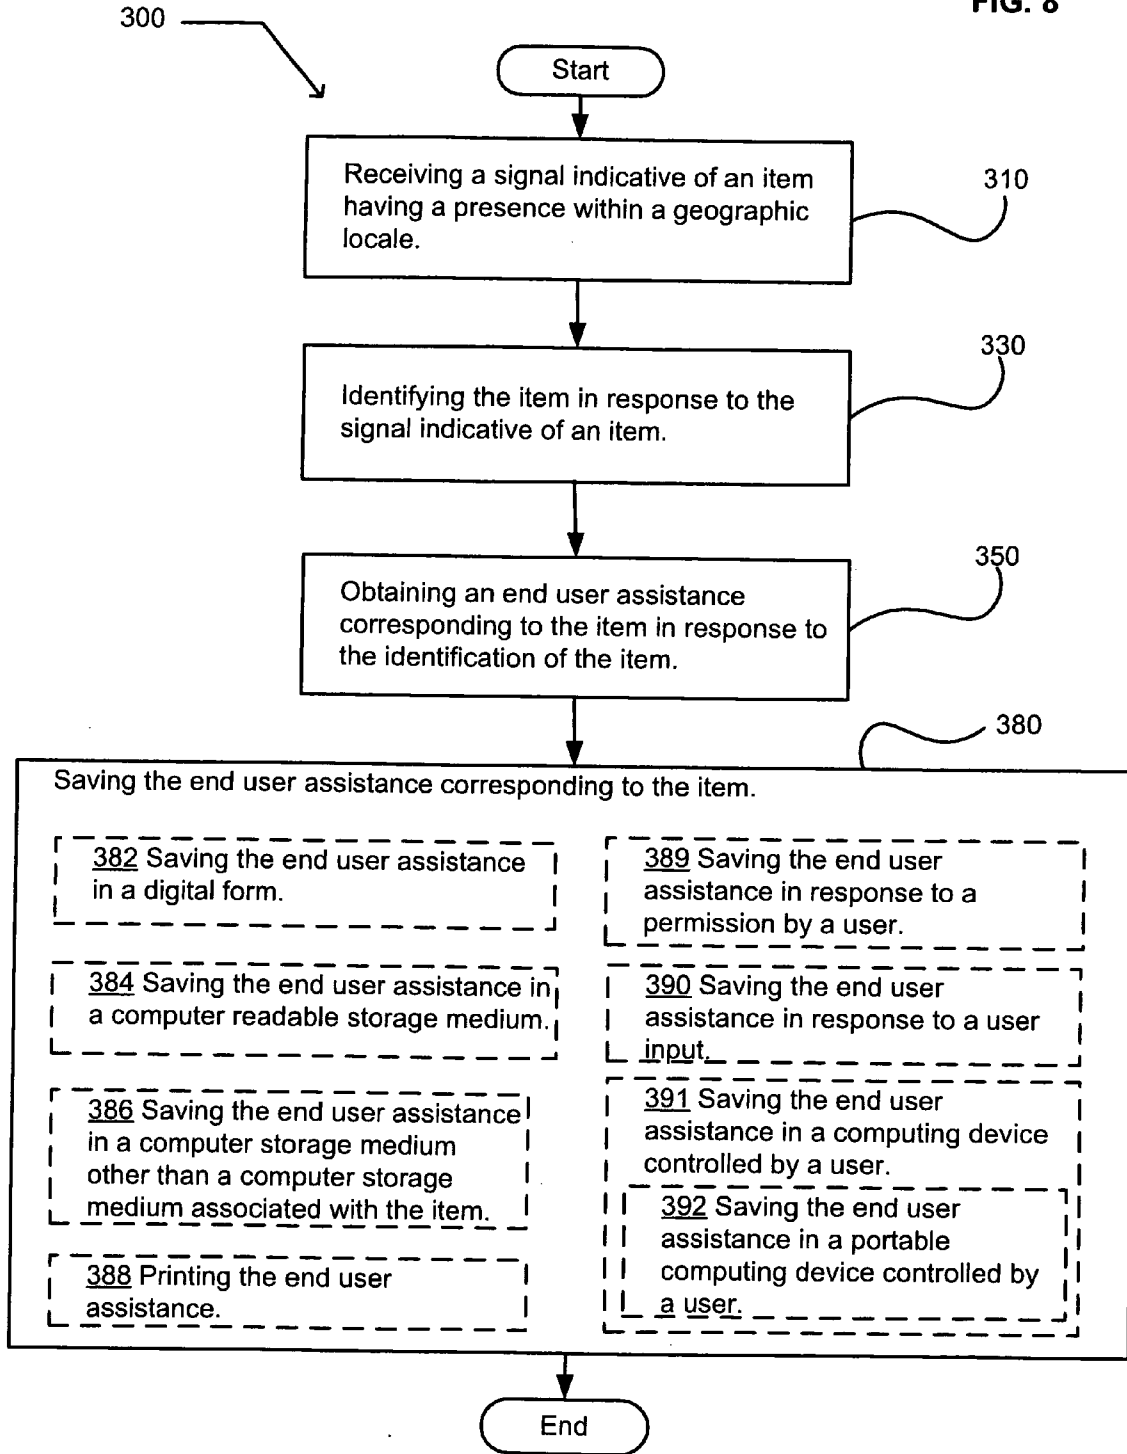 FIG. 8
300
Start
Receiving a signal indicative of an item
having a presence within a geographic
locale.
310
Identifying the item in response to the
signal indicative of an item.
330
Obtaining an end user assistance
corresponding to the item in response to
the identification of the item.
350
380
Saving the end user assistance corresponding to the item.
382 Saving the end user assistance
in a digital form.
384 Saving the end user assistance in
a computer readable storage medium.
386 Saving the end user assistance
in a computer storage medium
other than a computer storage
medium associated with the item.
388 Printing the end user
assistance.
389 Saving the end user
assistance in response to a
permission by a user.
390 Saving the end user
assistance in response to a user
input.
391 Saving the end user
assistance in a computing device
controlled by a user.
392 Saving the end user
assistance in a portable
computing device controlled by
a user.
End